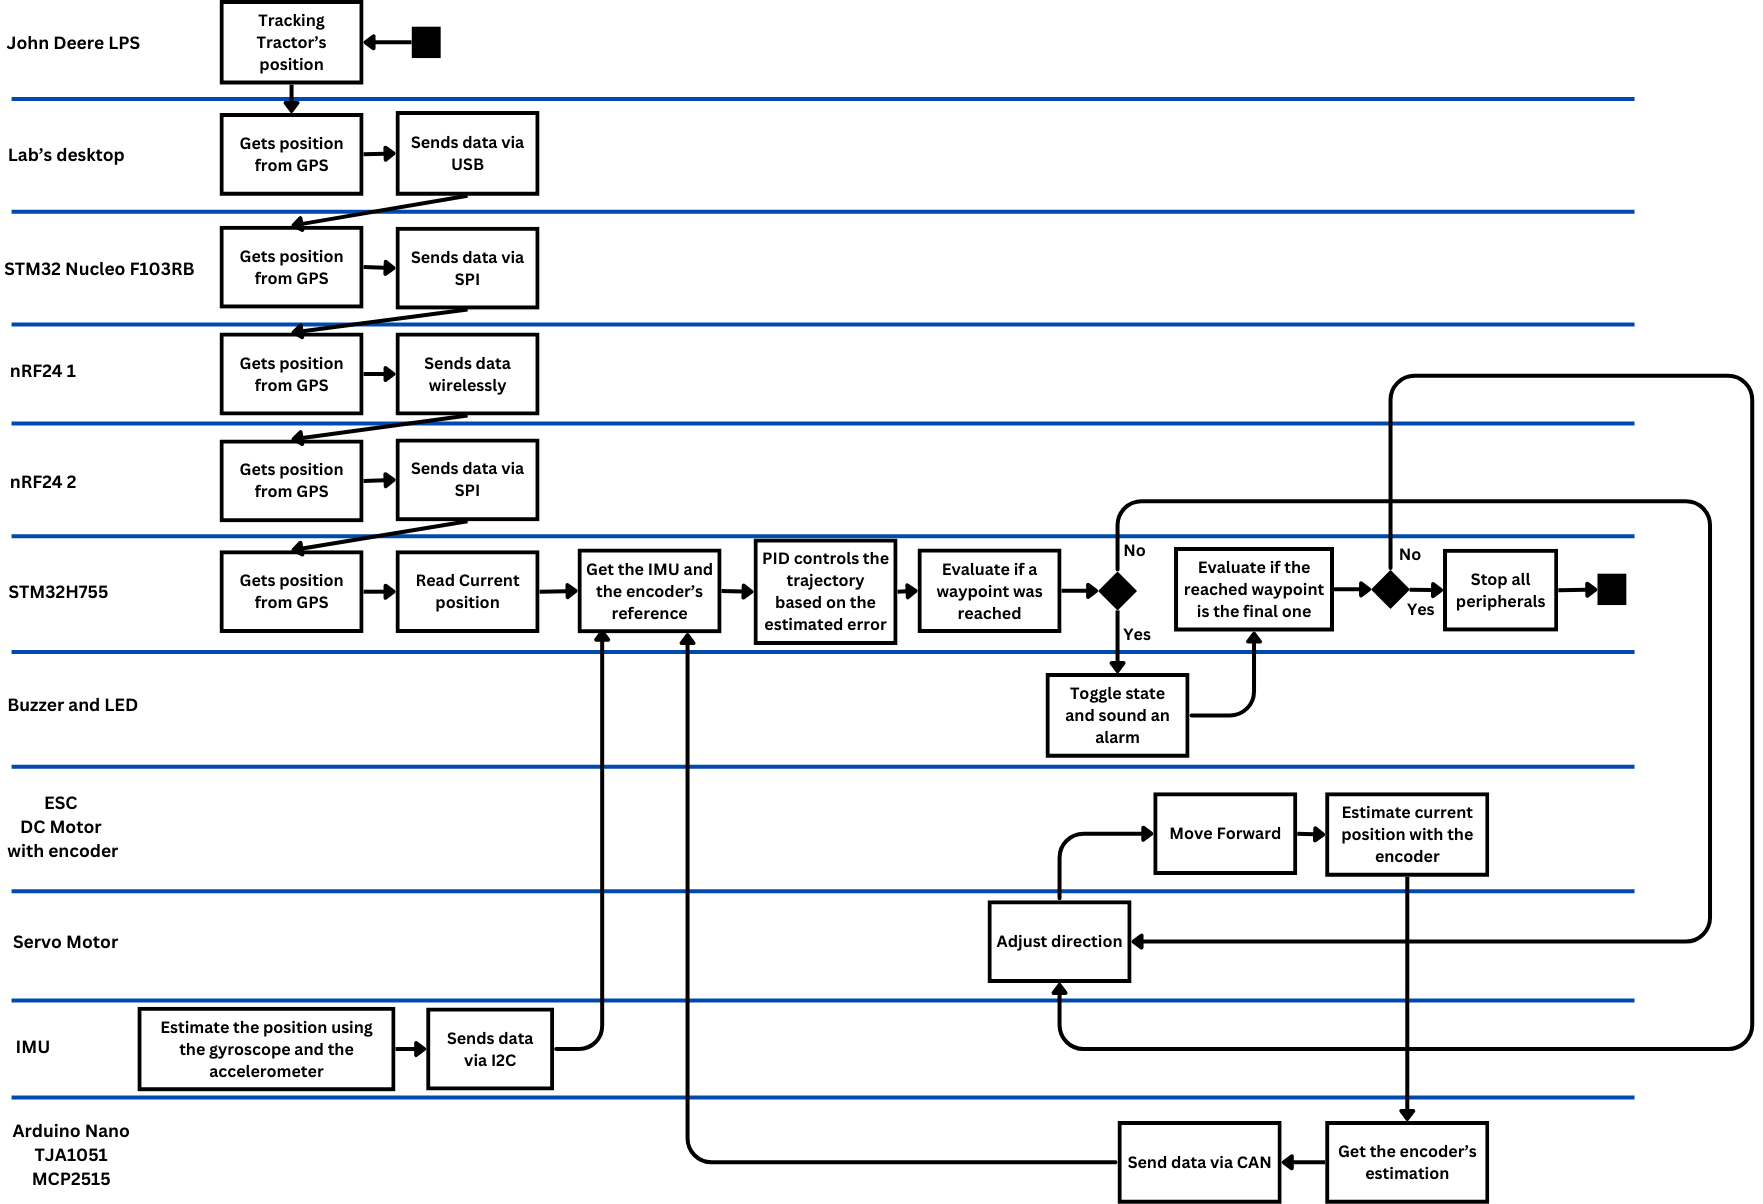 John Deere LPS
Tracking
Tractor's
position
Lab's desktop
Gets position
from GPS
Sends data via
USB
STM32 Nucleo F103RB
Gets position
from GPS
Sends data via
SPI
nRF24 1
Gets position
from GPS
Sends data
wirelessly
nRF24 2
Gets position
from GPS
Sends data via
SPI
STM32H755
Gets position
from GPS
Read Current
position
Get the IMU and
the encoder's
reference
PID controls the
trajectory
based on the
estimated error
Evaluate if a
waypoint was
reached
No
Yes
Evaluate if the
reached waypoint
is the final one
No
Yes
Stop all
peripherals
Buzzer and LED
Toggle state
and sound an
alarm
ESC
DC Motor
with encoder
Move Forward
Estimate current
position with the
encoder
Servo Motor
Adjust direction
IMU
Estimate the position using
the gyroscope and the
accelerometer
Sends data
via I2C
Arduino Nano
TJA1051
MCP2515
Send data via CAN
Get the encoder's
estimation